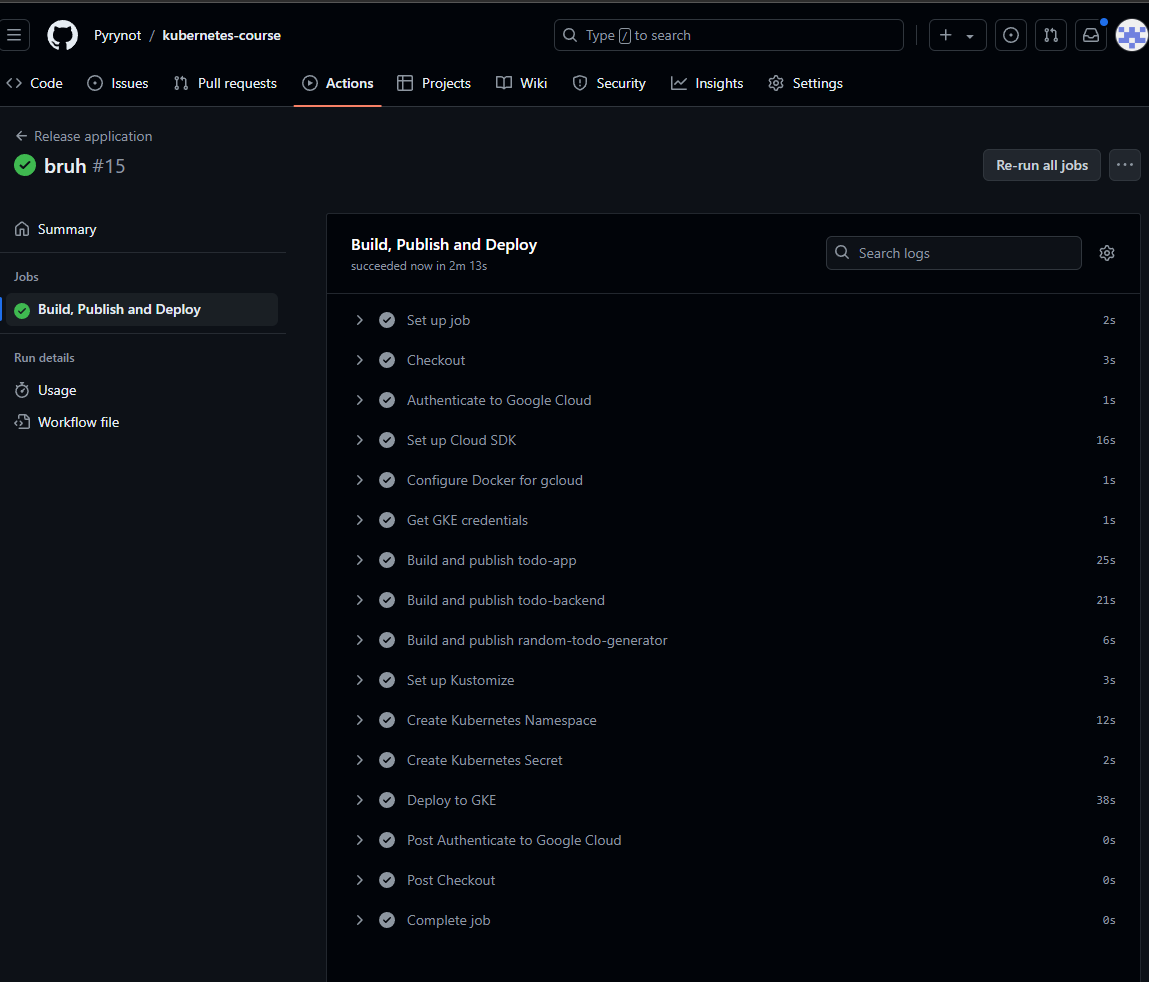 Pyrynot / kubernetes-course
Type / to search
Code Issues Pull requests Actions Projects Wiki Security Insights Settings
Release application
bruh #15
Re-run all jobs
Summary
Jobs
Build, Publish and Deploy
Run details
Usage
Workflow file
Build, Publish and Deploy
succeeded now in 2m 13s
Search logs
Set up job 2s
Checkout 3s
Authenticate to Google Cloud 1s
Set up Cloud SDK 16s
Configure Docker for gcloud 1s
Get GKE credentials 1s
Build and publish todo-app 25s
Build and publish todo-backend 21s
Build and publish random-todo-generator 6s
Set up Kustomize 3s
Create Kubernetes Namespace 12s
Create Kubernetes Secret 2s
Deploy to GKE 38s
Post Authenticate to Google Cloud 0s
Post Checkout 0s
Complete job 0s